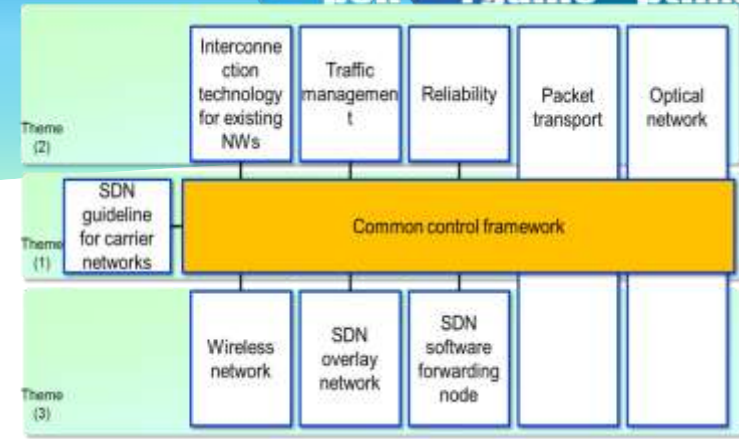 Interconne
ction
technology
for existing
NWs
Traffic
managemen
t
Reliability
Packet
transport
Optical
network
Theme
(2)
SDN
guideline
for carrier
networks
Common control framework
Theme
(1)
Wireless
network
SDN
overlay
network
SDN
software
forwarding
node
Theme
(3)